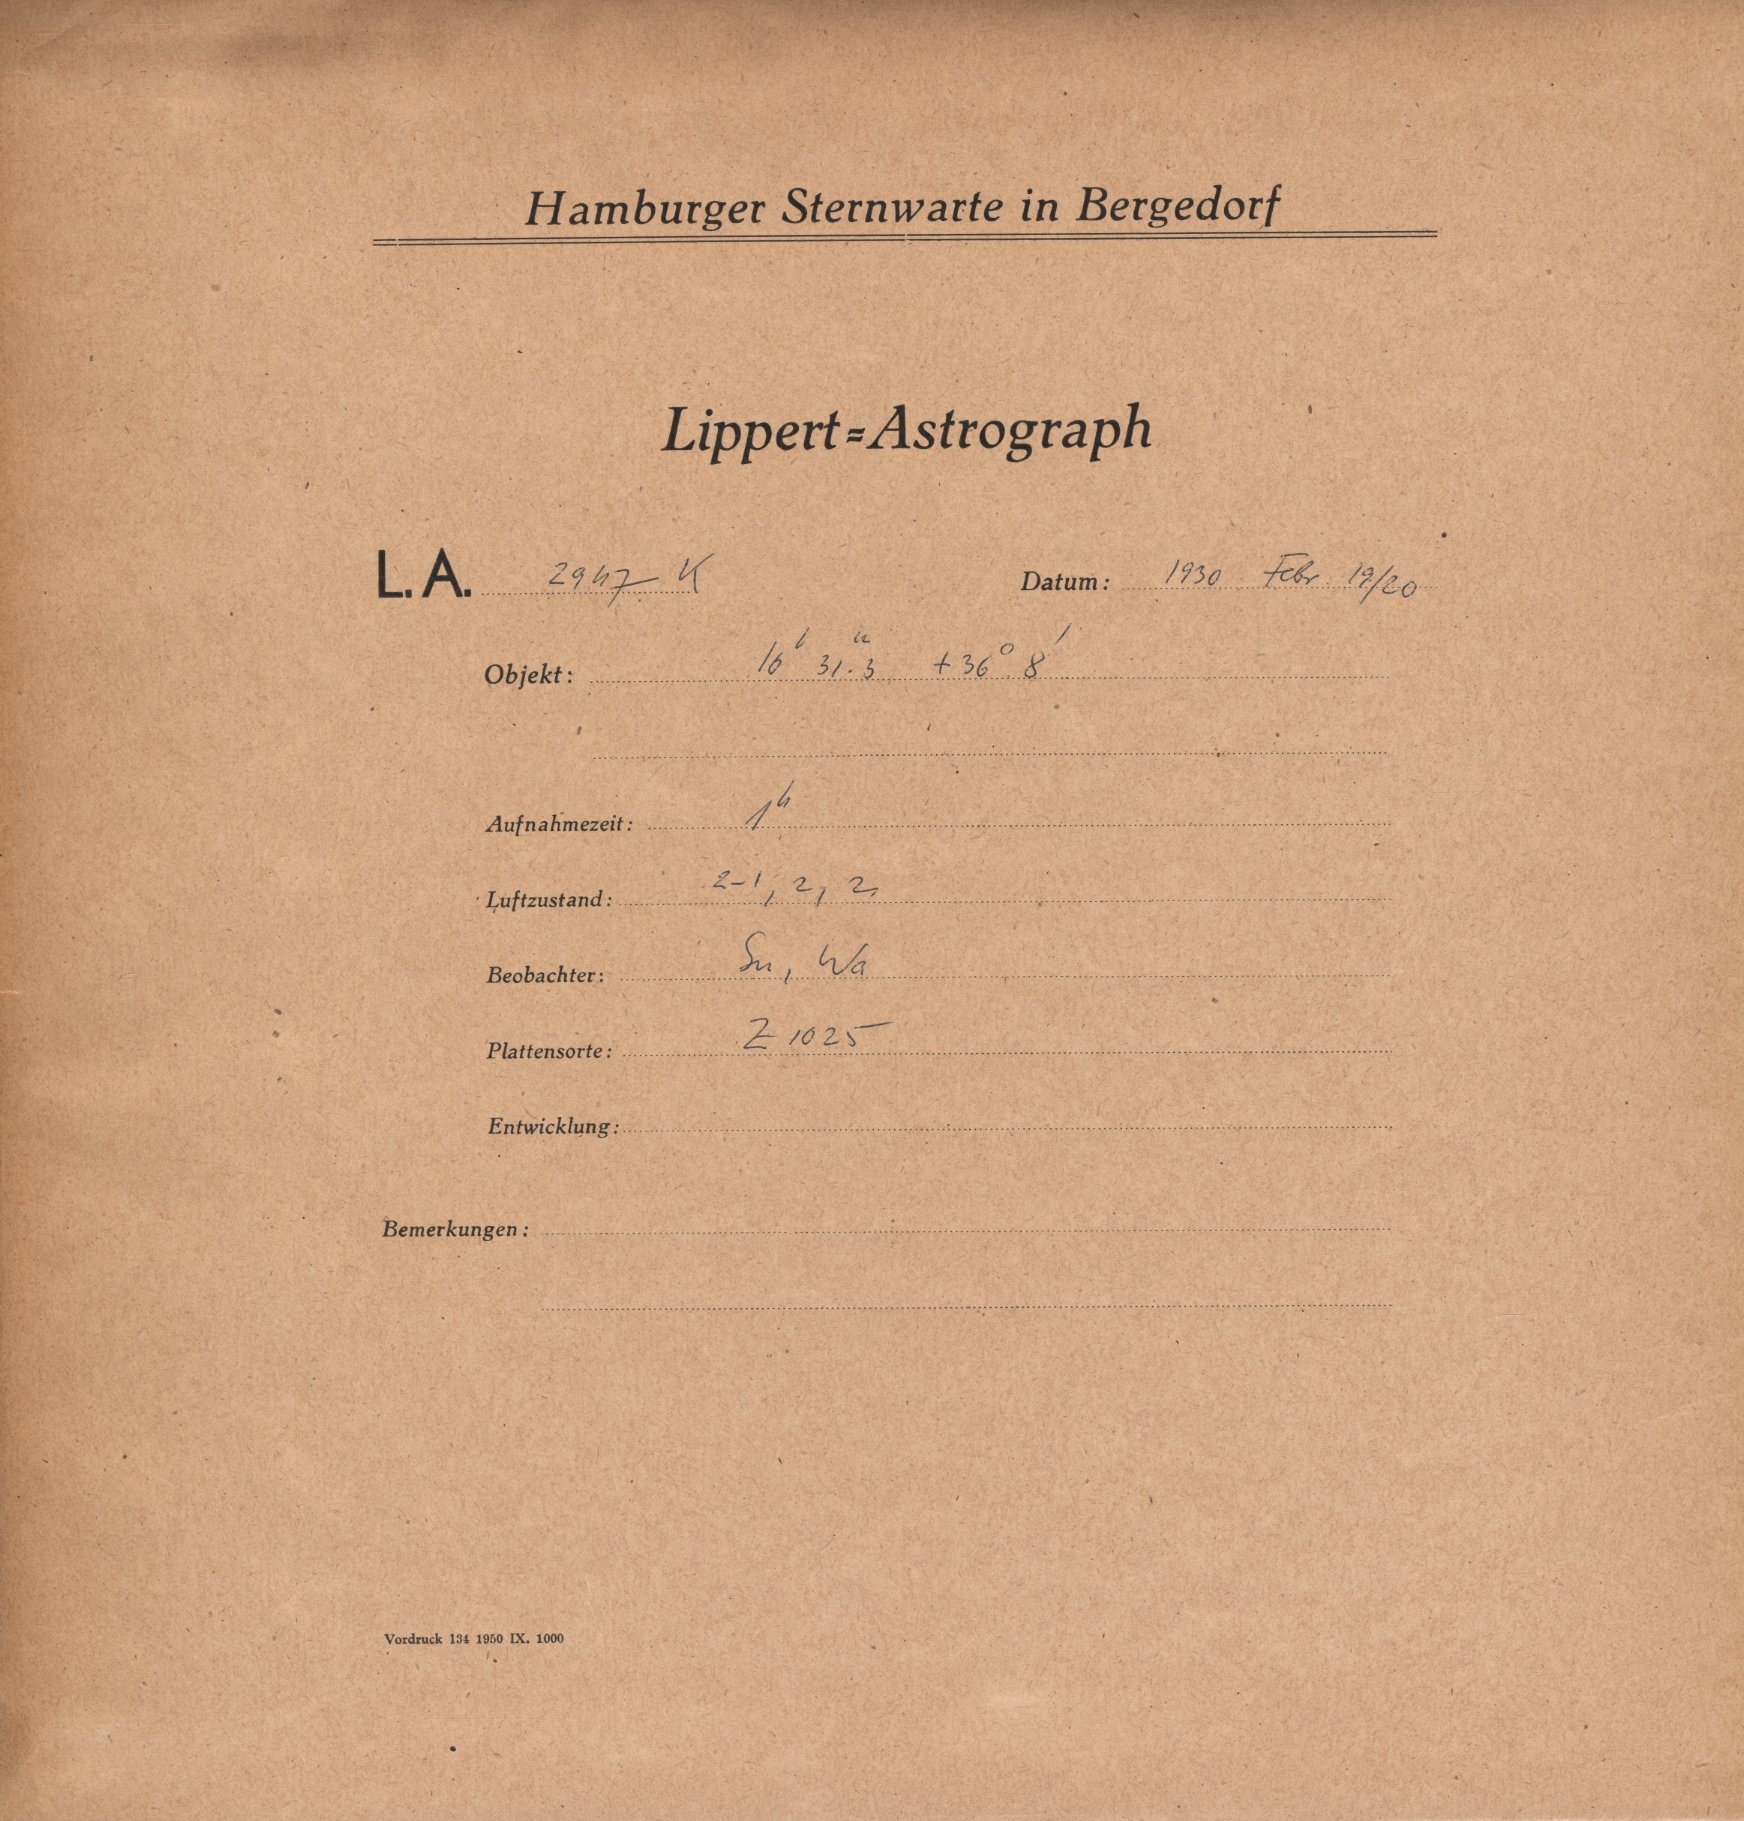 Hamburger Sternwarte in Bergedorf
Lippert=Astrograph
L. A. 2947 K Datum: 1930 Febr 19/20
Objekt: 16h 31.3m +36° 8'
Aufnahmezeit: 1h
Luftzustand: 2-1, 2, 2,
Beobachter: Sn, Wa
Plattensorte: Z 1025
Entwicklung:
Bemerkungen:
Vordruck 134 1950 IX. 1000